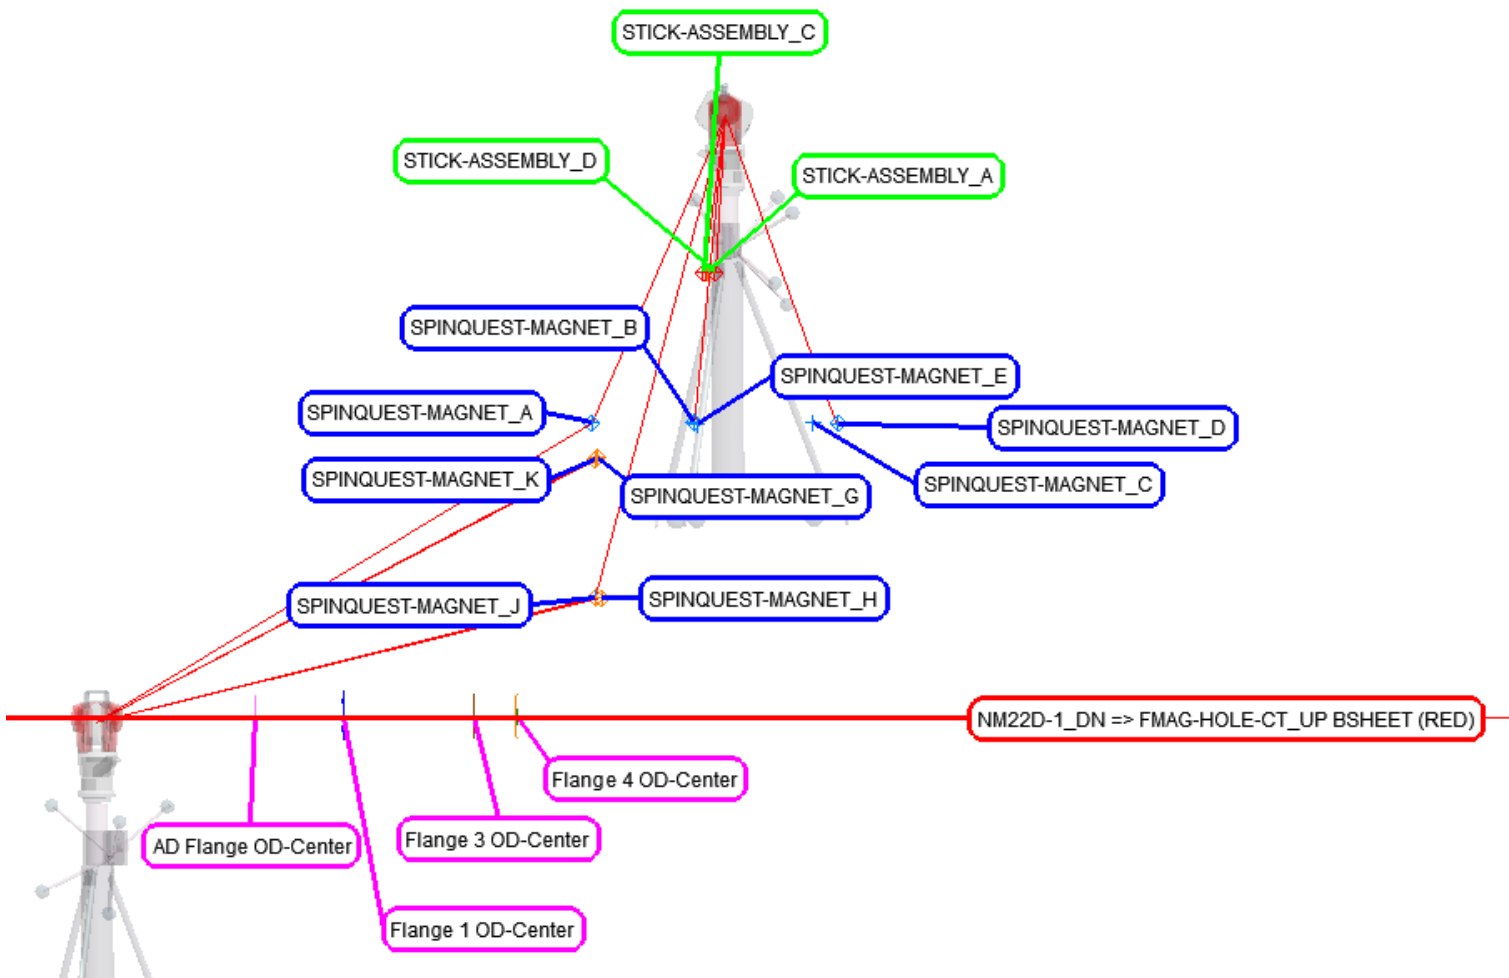 STICK-ASSEMBLY_C
STICK-ASSEMBLY_D
STICK-ASSEMBLY_A
SPINQUEST-MAGNET_B
SPINQUEST-MAGNET_E
SPINQUEST-MAGNET_A
SPINQUEST-MAGNET_D
SPINQUEST-MAGNET_K
SPINQUEST-MAGNET_G
SPINQUEST-MAGNET_C
SPINQUEST-MAGNET_J
SPINQUEST-MAGNET_H
NM22D-1_DN => FMAG-HOLE-CT_UP BSHEET (RED)
Flange 4 OD-Center
AD Flange OD-Center
Flange 3 OD-Center
Flange 1 OD-Center